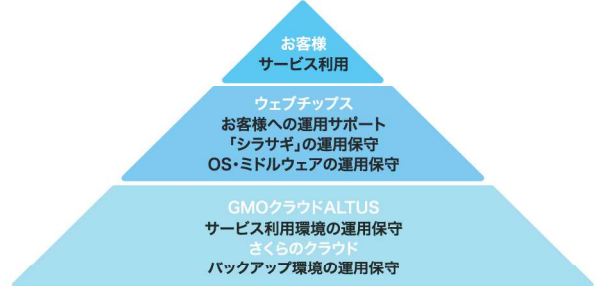 お客様
サービス利用
ウェブチップス
お客様への運用サポート
「シラサギ」の運用保守
OS・ミドルウェアの運用保守
GMOクラウドALTUS
サービス利用環境の運用保守
さくらのクラウド
バックアップ環境の運用保守